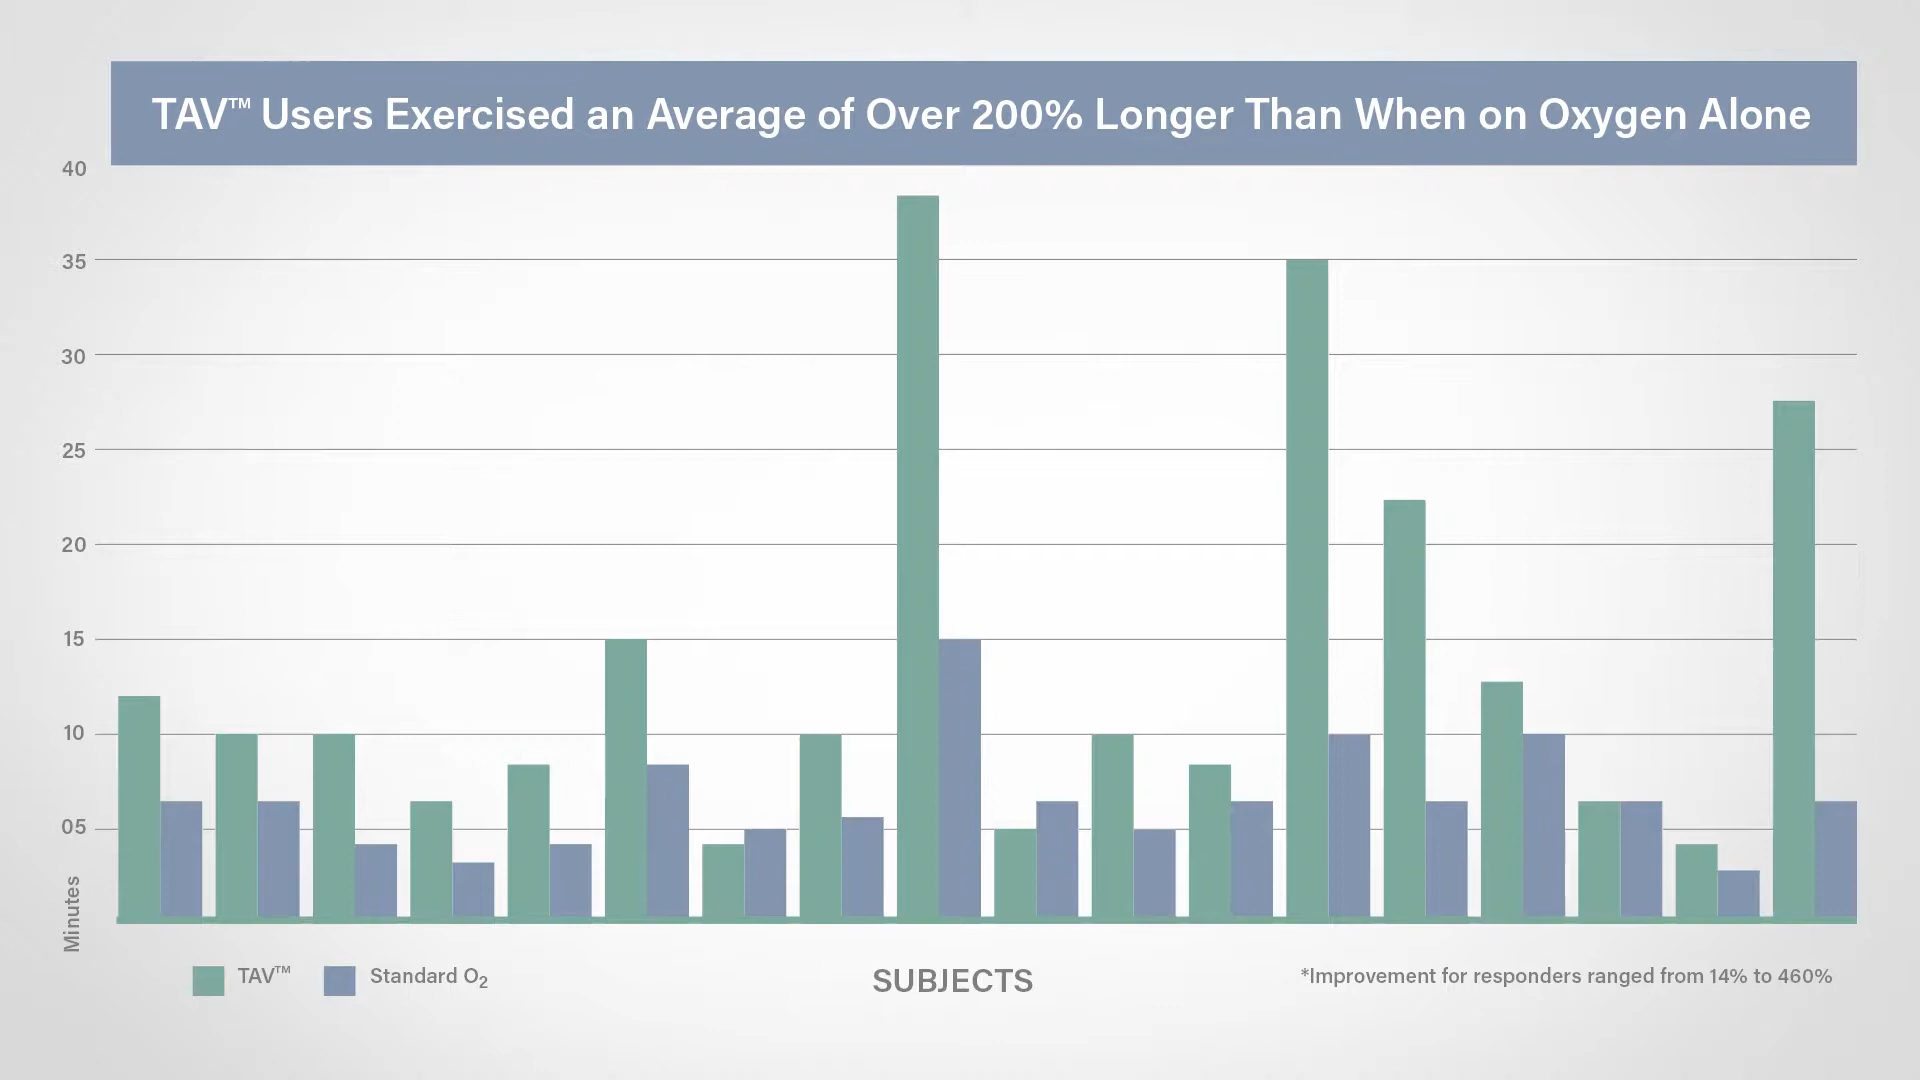 TAV™ Users Exercised an Average of Over 200% Longer Than When on Oxygen Alone
40
35
30
25
20
15
10
05
Minutes
TAV™
Standard O₂
SUBJECTS
*Improvement for responders ranged from 14% to 460%